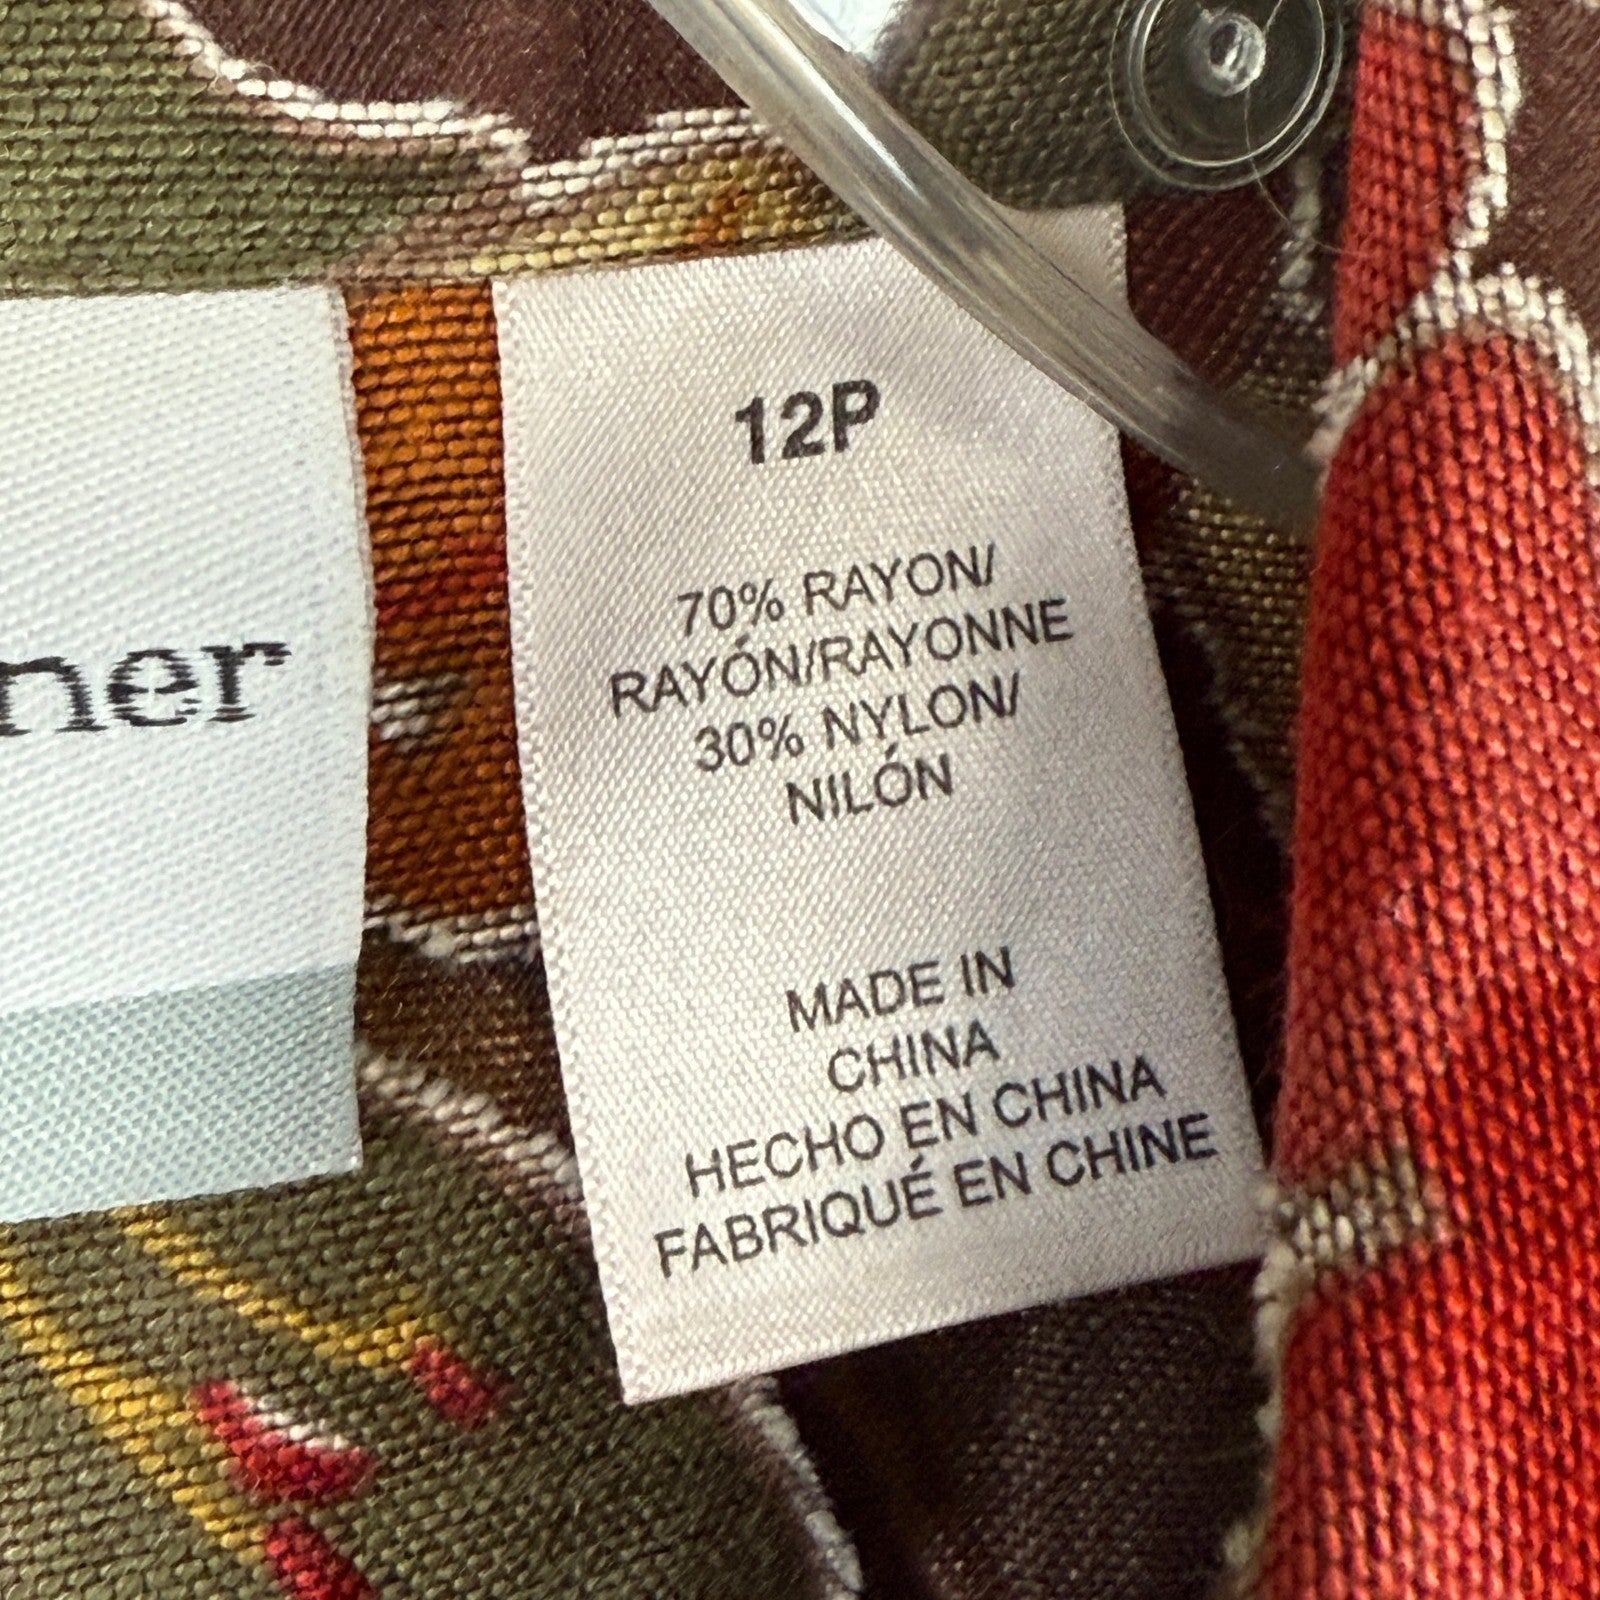 ner
12P
70% RAYON/
RAYÓN/RAYONNE
30% NYLON/
NILÓN
MADE IN
CHINA
HECHO EN CHINA
FABRIQUÉ EN CHINE